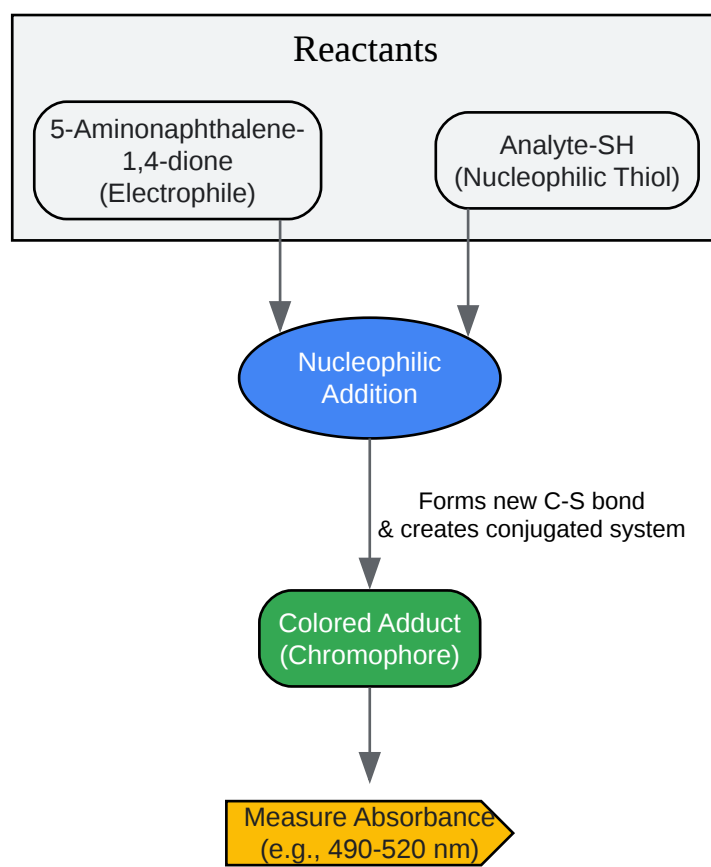 Reactants
5-Aminonaphthalene-
1,4-dione
(Electrophile)
Analyte-SH
(Nucleophilic Thiol)
Nucleophilic
Addition
Forms new C-S bond
& creates conjugated system
Colored Adduct
(Chromophore)
Measure Absorbance
(e.g., 490-520 nm)